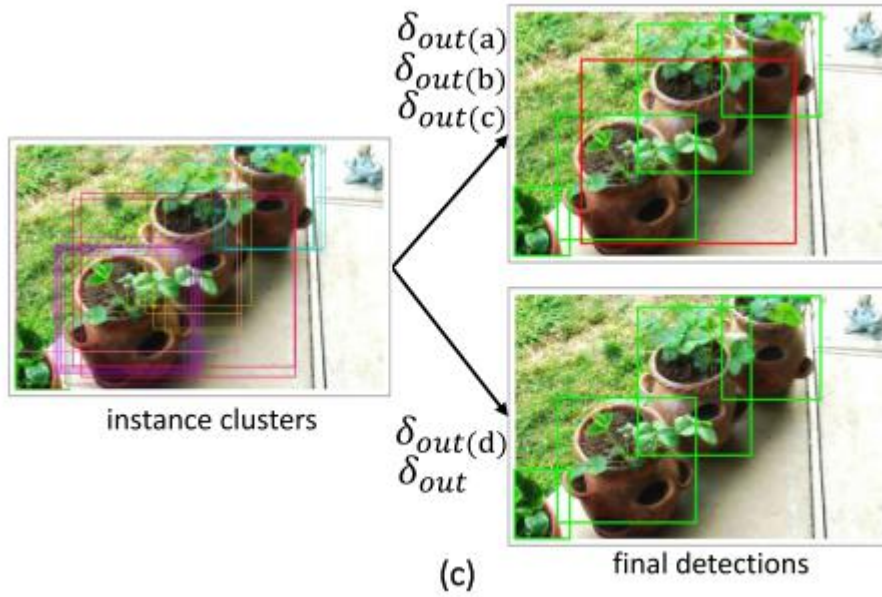 δout(a)
δout(b)
δout(c)
instance clusters
δout(d)
δout
final detections
(c)